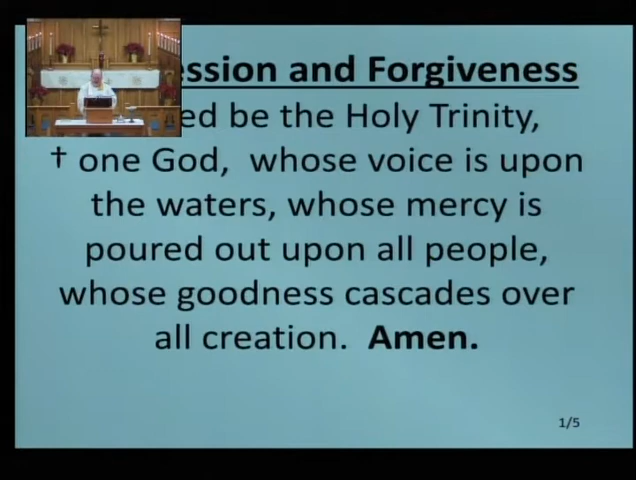 ession and Forgiveness
ed be the Holy Trinity,
† one God, whose voice is upon
the waters, whose mercy is
poured out upon all people,
whose goodness cascades over
all creation. Amen.
1/5